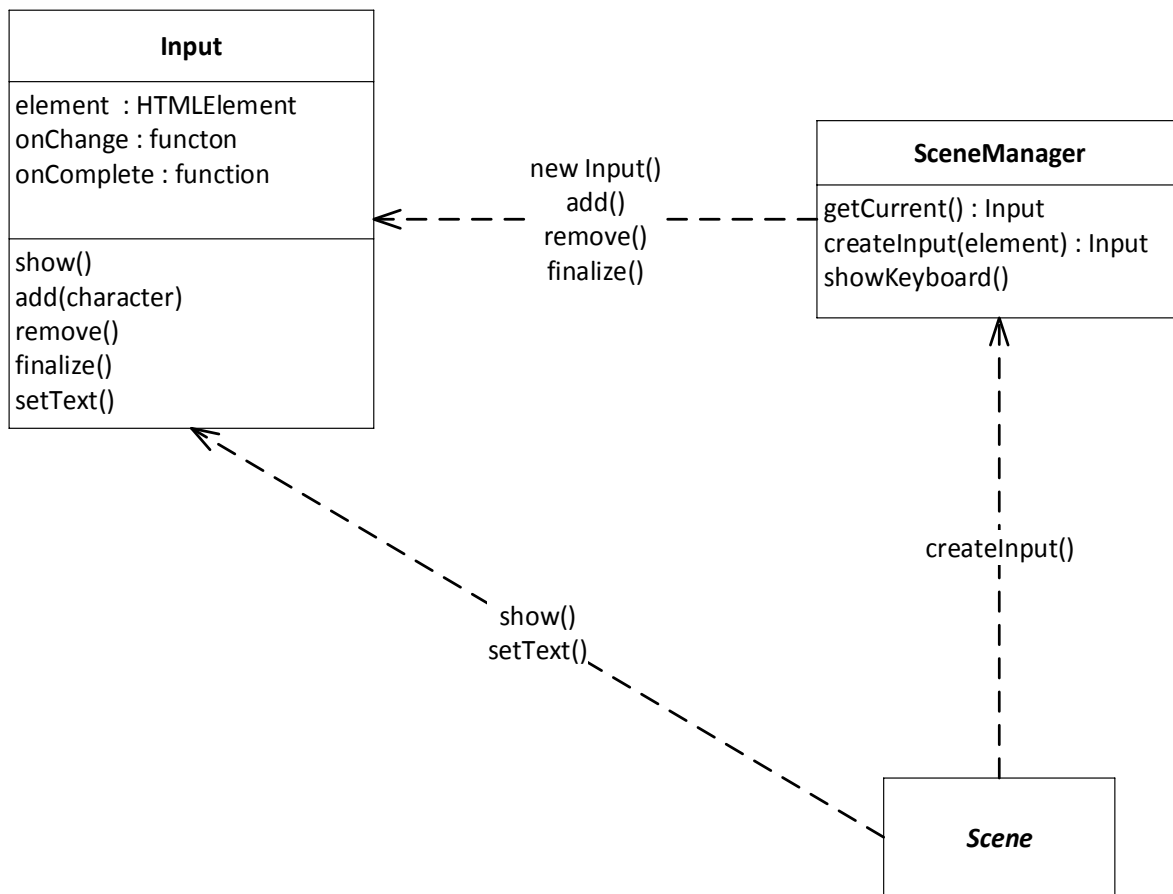 Input
element  : HTMLElement
onChange : functon
onComplete : function
show()
add(character)
remove()
finalize()
setText()
new Input()
add()
remove()
finalize()
SceneManager
getCurrent() : Input
createInput(element) : Input
showKeyboard()
createInput()
show()
setText()
Scene